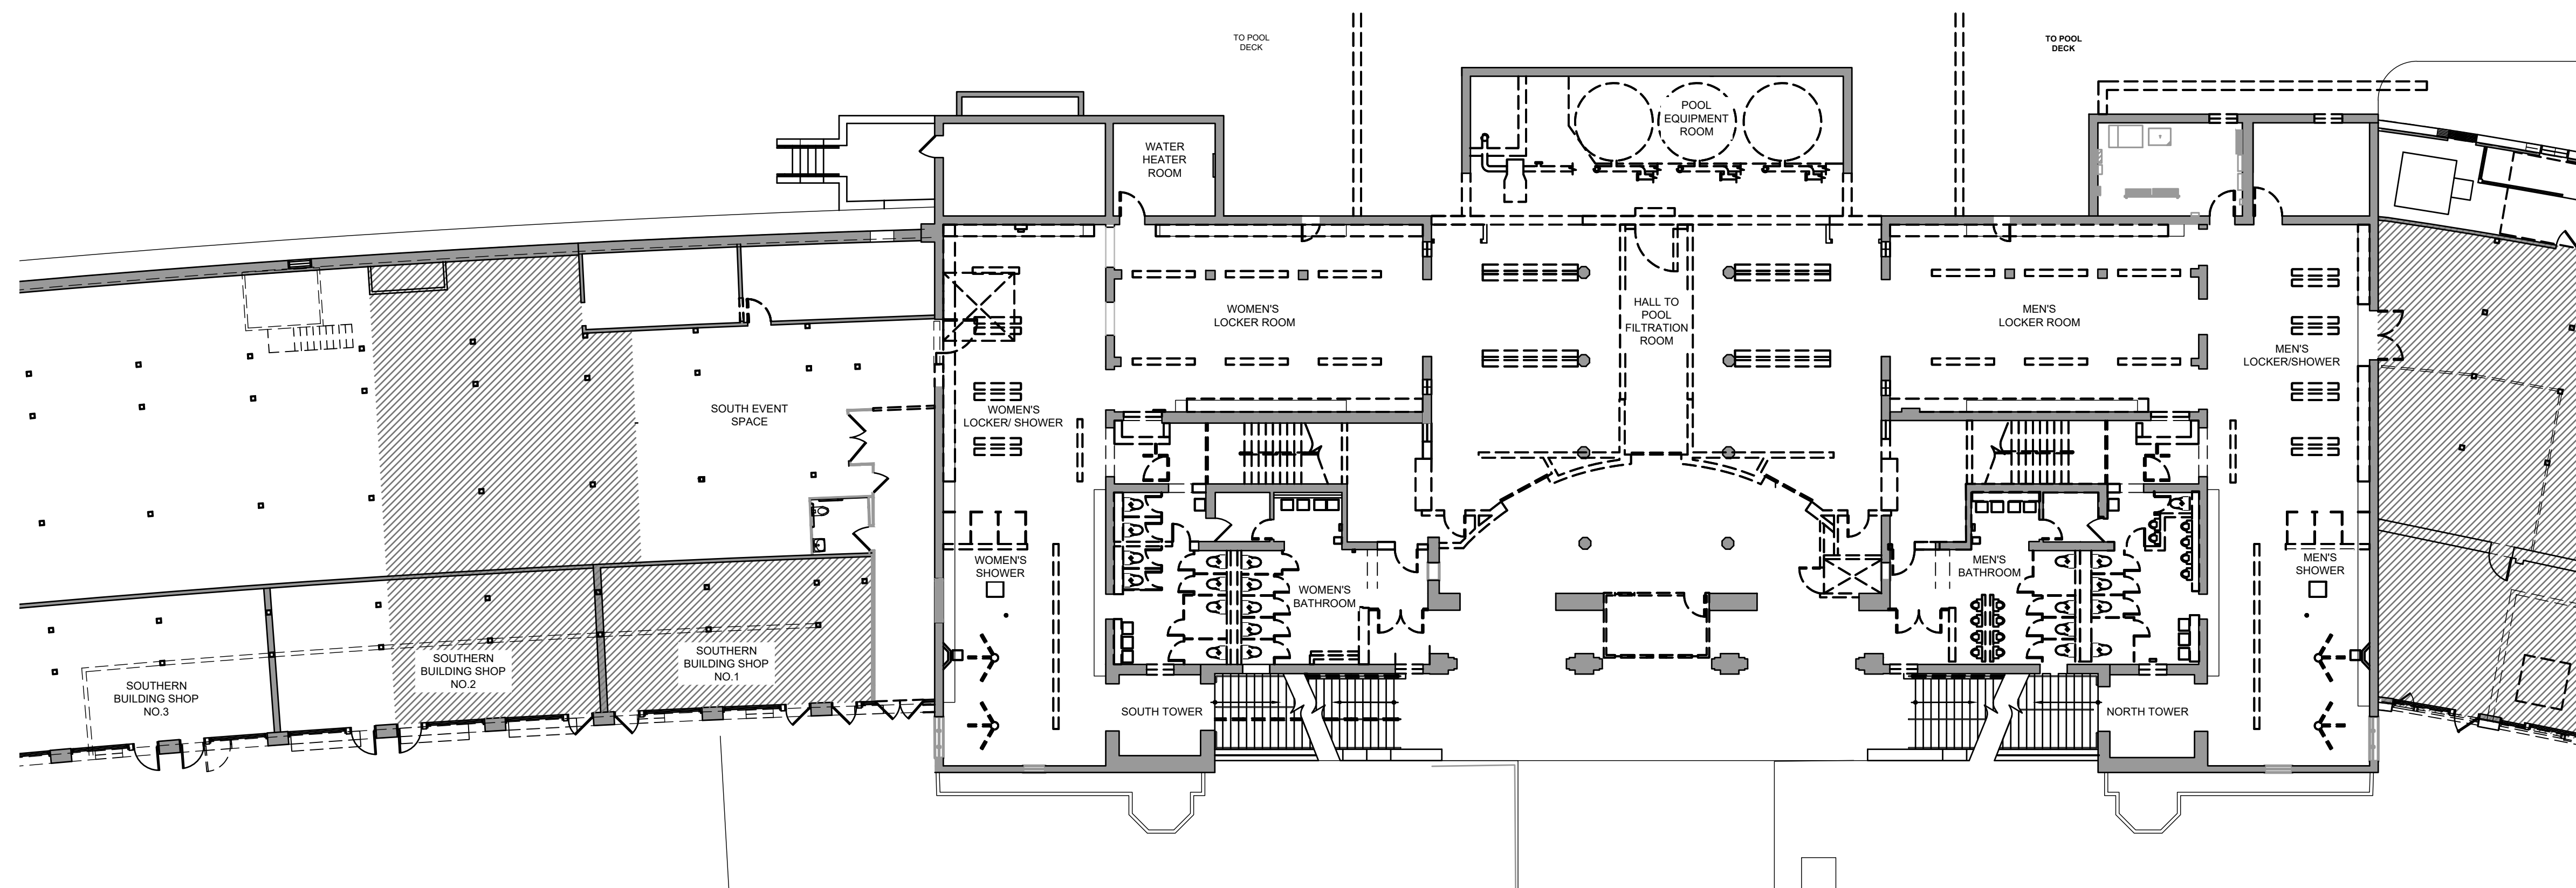 TO POOL
DECK
TO POOL
DECK
POOL
EQUIPMENT
ROOM
WATER
HEATER
ROOM
WOMEN'S
LOCKER ROOM
HALL TO
POOL
FILTRATION
ROOM
MEN'S
LOCKER ROOM
MEN'S
LOCKER/SHOWER
SOUTH EVENT
SPACE
WOMEN'S
LOCKER/ SHOWER
WOMEN'S
SHOWER
WOMEN'S
BATHROOM
MEN'S
BATHROOM
MEN'S
SHOWER
SOUTHERN
BUILDING SHOP
NO.3
SOUTHERN
BUILDING SHOP
NO.2
SOUTHERN
BUILDING SHOP
NO.1
SOUTH TOWER
NORTH TOWER